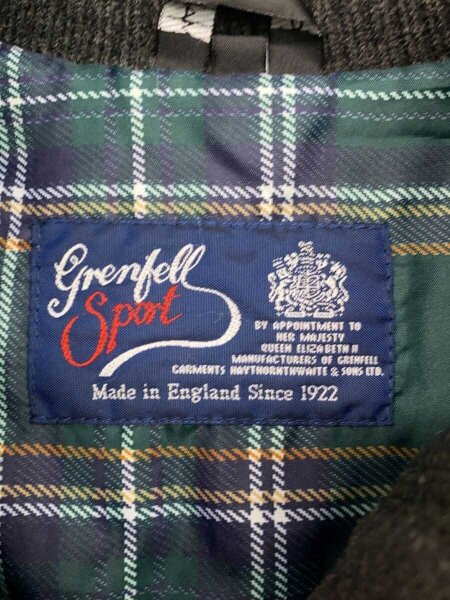 Grenfell
Sport
BY APPOINTMENT TO
HER MAJESTY
QUEEN ELIZABETH II
MANUFACTURERS OF GRENFELL
GARMENTS HAYTHORNTHWAITE & SONS LTD.
Made in England Since 1922